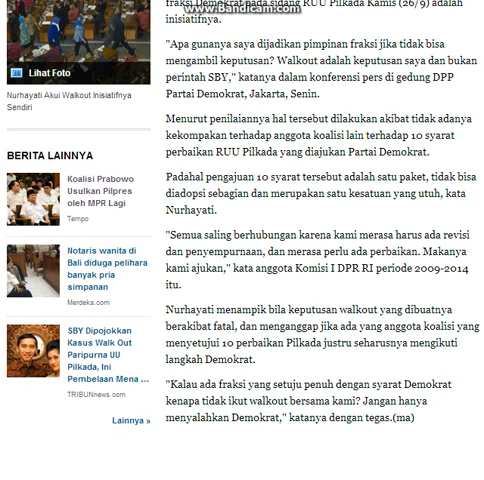 fraksi Demokrat pada sidang RUU Pilkada Kamis (26/9) adalah
www.Bandicam.com
inisiatifnya.
"Apa gunanya saya dijadikan pimpinan fraksi jika tidak bisa
mengambil keputusan? Walkout adalah keputusan saya dan bukan
perintah SBY," katanya dalam konferensi pers di gedung DPP
Partai Demokrat, Jakarta, Senin.
Menurut penilaiannya hal tersebut dilakukan akibat tidak adanya
kekompakan terhadap anggota koalisi lain terhadap 10 syarat
perbaikan RUU Pilkada yang diajukan Partai Demokrat.
Padahal pengajuan 10 syarat tersebut adalah satu paket, tidak bisa
diadopsi sebagian dan merupakan satu kesatuan yang utuh, kata
Nurhayati.
"Semua saling berhubungan karena kami merasa harus ada revisi
dan penyempurnaan, dan merasa perlu ada perbaikan. Makanya
kami ajukan," kata anggota Komisi I DPR RI periode 2009-2014
itu.
Nurhayati menampik bila keputusan walkout yang dibuatnya
berakibat fatal, dan menganggap jika ada yang anggota koalisi yang
menyetujui 10 perbaikan Pilkada justru seharusnya mengikuti
langkah Demokrat.
"Kalau ada fraksi yang setuju penuh dengan syarat Demokrat
kenapa tidak ikut walkout bersama kami? Jangan hanya
menyalahkan Demokrat," katanya dengan tegas.(ma)
Lihat Foto
Nurhayati Akui Walkout Inisiatifnya
Sendiri
BERITA LAINNYA
Koalisi Prabowo
Usulkan Pilpres
oleh MPR Lagi
Tempo
Notaris wanita di
Bali diduga pelihara
banyak pria
simpanan
Merdeka.com
SBY Dipojokkan
Kasus Walk Out
Paripurna UU
Pilkada, Ini
Pembelaan Mena ...
TRIBUNnews.com
Lainnya »